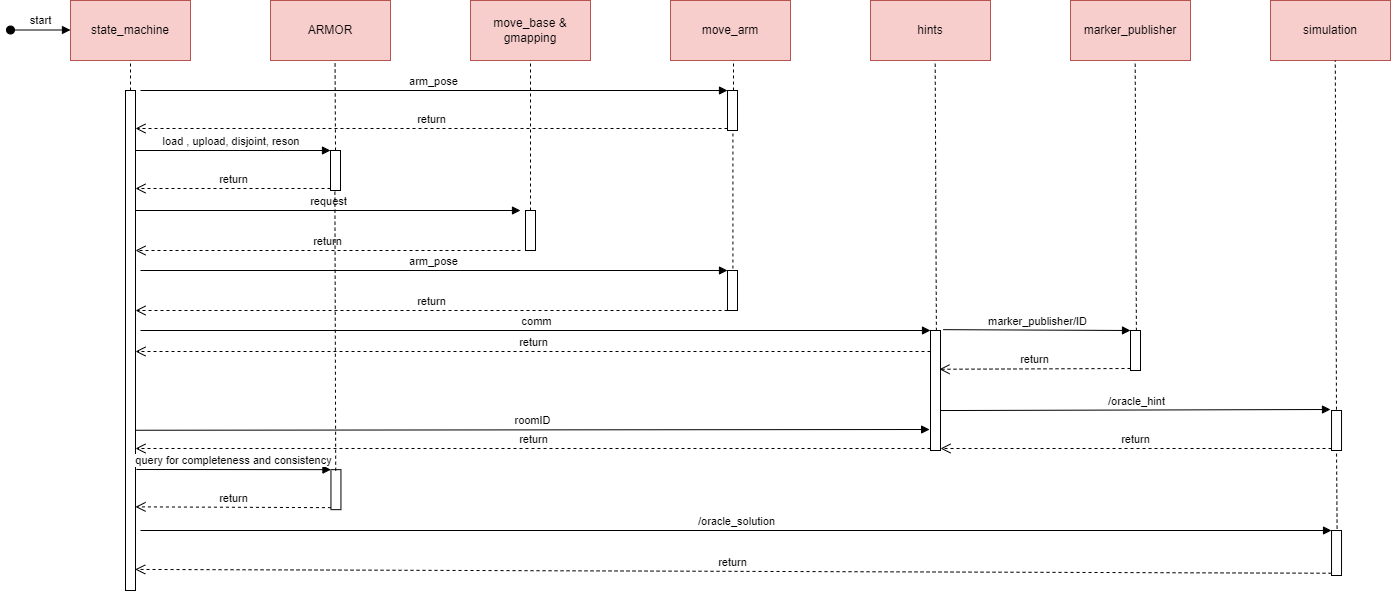 start
state_machine
ARMOR
move_base &
gmapping
move_arm
hints
marker_publisher
simulation
arm_pose
return
load , upload, disjoint, reson
return
request
return
arm_pose
return
comm
marker_publisher/ID
return
return
/oracle_hint
roomID
return
return
query for completeness and consistency
return
/oracle_solution
return